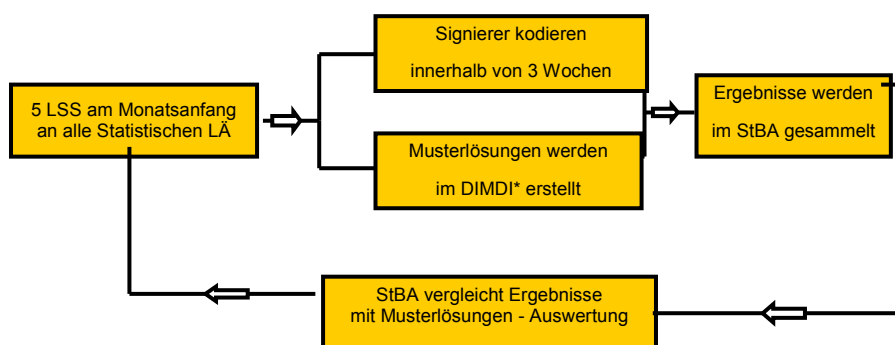 5 LSS am Monatsanfang
an alle Statistischen LÄ
Signierer kodieren
innerhalb von 3 Wochen
Musterlösungen werden
im DIMDI* erstellt
Ergebnisse werden
im StBA gesammelt
StBA vergleicht Ergebnisse
mit Musterlösungen - Auswertung